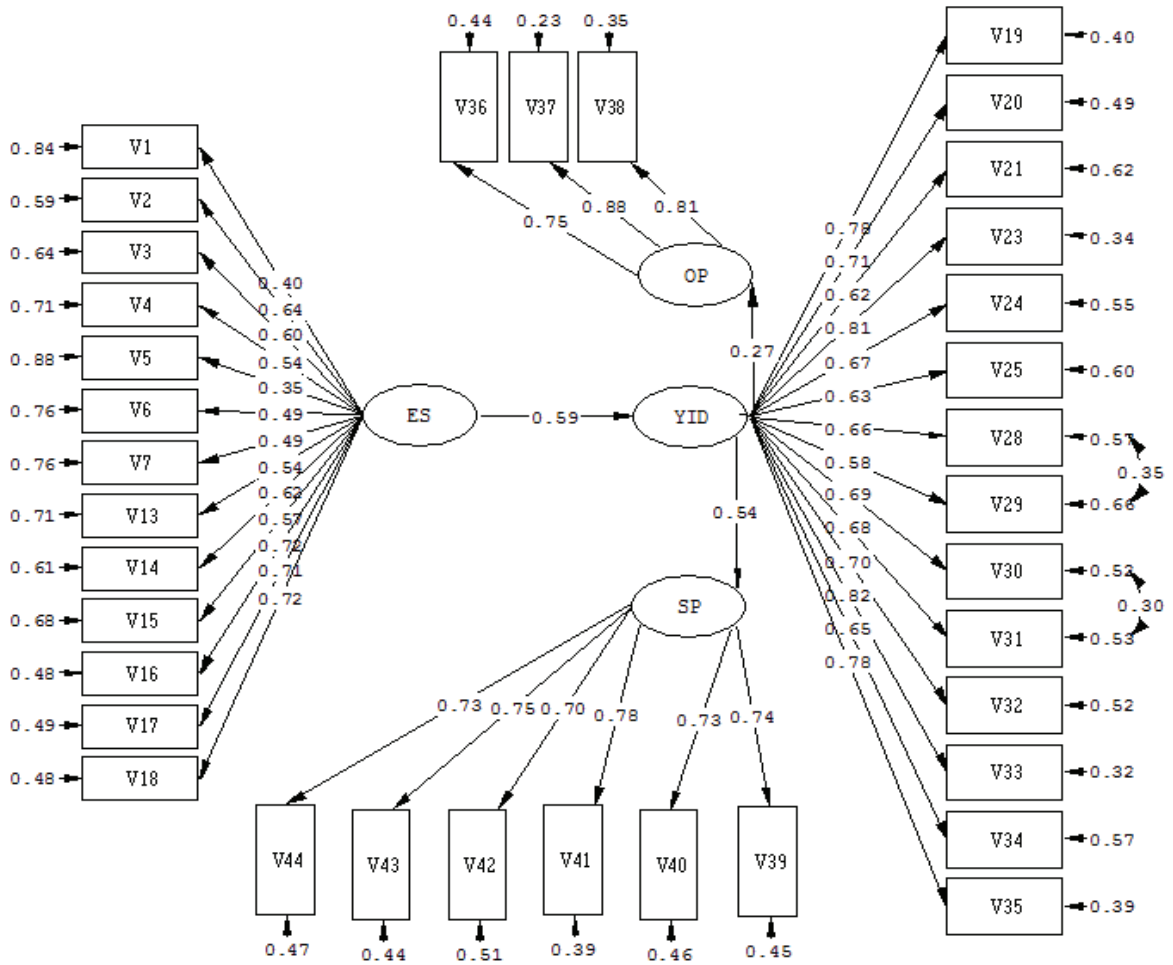 0.44 0.23 0.35
V36 V37 V38
0.75 0.88 0.81
OP
0.27
0.84 V1 0.40
0.59 V2 0.64
0.64 V3 0.60
0.71 V4 0.54
0.88 V5 0.35
0.76 V6 0.49
0.76 V7 0.49
0.71 V13 0.54
0.61 V14 0.62
0.68 V15 0.57
0.48 V16 0.72
0.49 V17 0.71
0.48 V18 0.72
ES 0.59 YID
0.54
SP
0.73 0.75 0.70 0.78 0.73 0.74
V44 V43 V42 V41 V40 V39
0.47 0.44 0.51 0.39 0.46 0.45
0.78 V19 0.40
0.71 V20 0.49
0.62 V21 0.62
0.81 V23 0.34
0.67 V24 0.55
0.63 V25 0.60
0.66 V28 0.57
0.35
0.58 V29 0.66
0.69 V30 0.52
0.30
0.68 V31 0.53
0.70 V32 0.52
0.82 V33 0.32
0.65 V34 0.57
0.78 V35 0.39